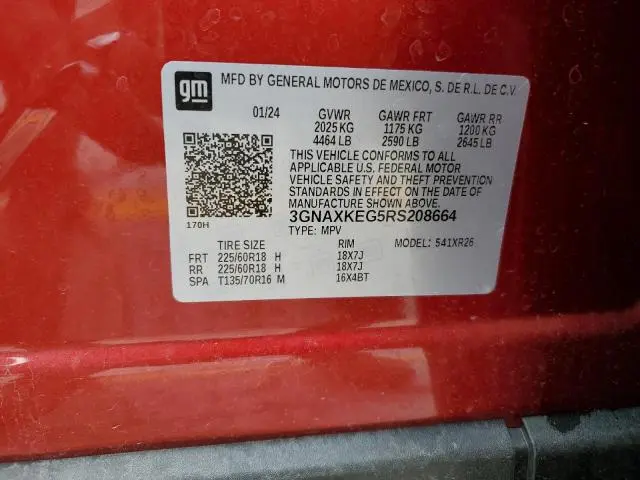 gm
MFD BY GENERAL MOTORS DE MEXICO, S. DE R.L. DE C.V.
01/24 GVWR GAWR FRT GAWR RR
2025 KG 1175 KG 1200 KG
4464 LB 2590 LB 2645 LB
THIS VEHICLE CONFORMS TO ALL
APPLICABLE U.S. FEDERAL MOTOR
VEHICLE SAFETY AND THEFT PREVENTION
STANDARDS IN EFFECT ON THE DATE OF
MANUFACTURE SHOWN ABOVE.
3GNAXKEG5RS208664
170H
TYPE: MPV
TIRE SIZE RIM MODEL: 541XR26
FRT 225/60R18 H 18X7J
RR 225/60R18 H 18X7J
SPA T135/70R16 M 16X4BT